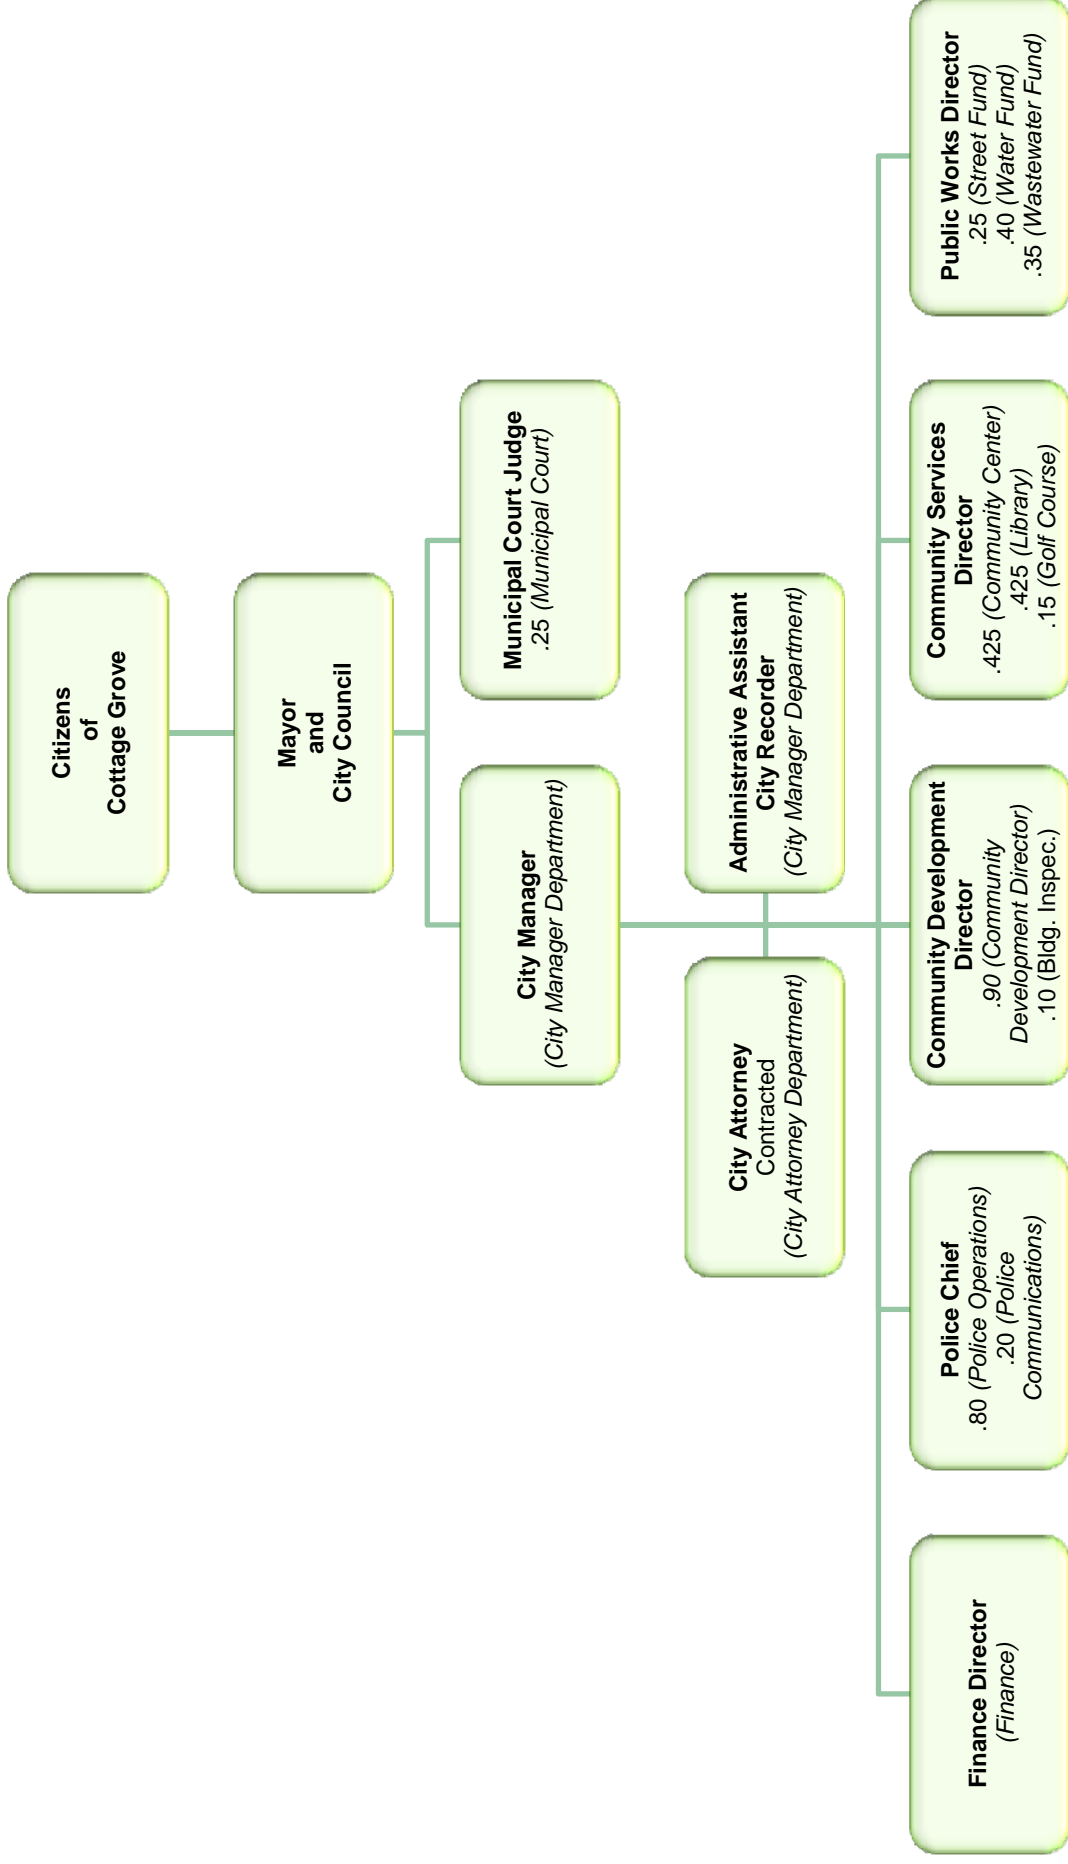 Citizens
of
Cottage Grove
Mayor
and
City Council
City Manager
(City Manager Department)
Municipal Court Judge
.25 (Municipal Court)
City Attorney
Contracted
(City Attorney Department)
Administrative Assistant
City Recorder
(City Manager Department)
Finance Director
(Finance)
Police Chief
.80 (Police Operations)
.20 (Police
Communications)
Community Development
Director
.90 (Community
Development Director)
.10 (Bldg. Inspec.)
Community Services
Director
.425 (Community Center)
.425 (Library)
.15 (Golf Course)
Public Works Director
.25 (Street Fund)
.40 (Water Fund)
.35 (Wastewater Fund)